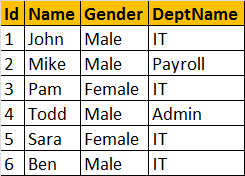 Id Name Gender DeptName
1 John Male IT
2 Mike Male Payroll
3 Pam Female IT
4 Todd Male Admin
5 Sara Female IT
6 Ben Male IT